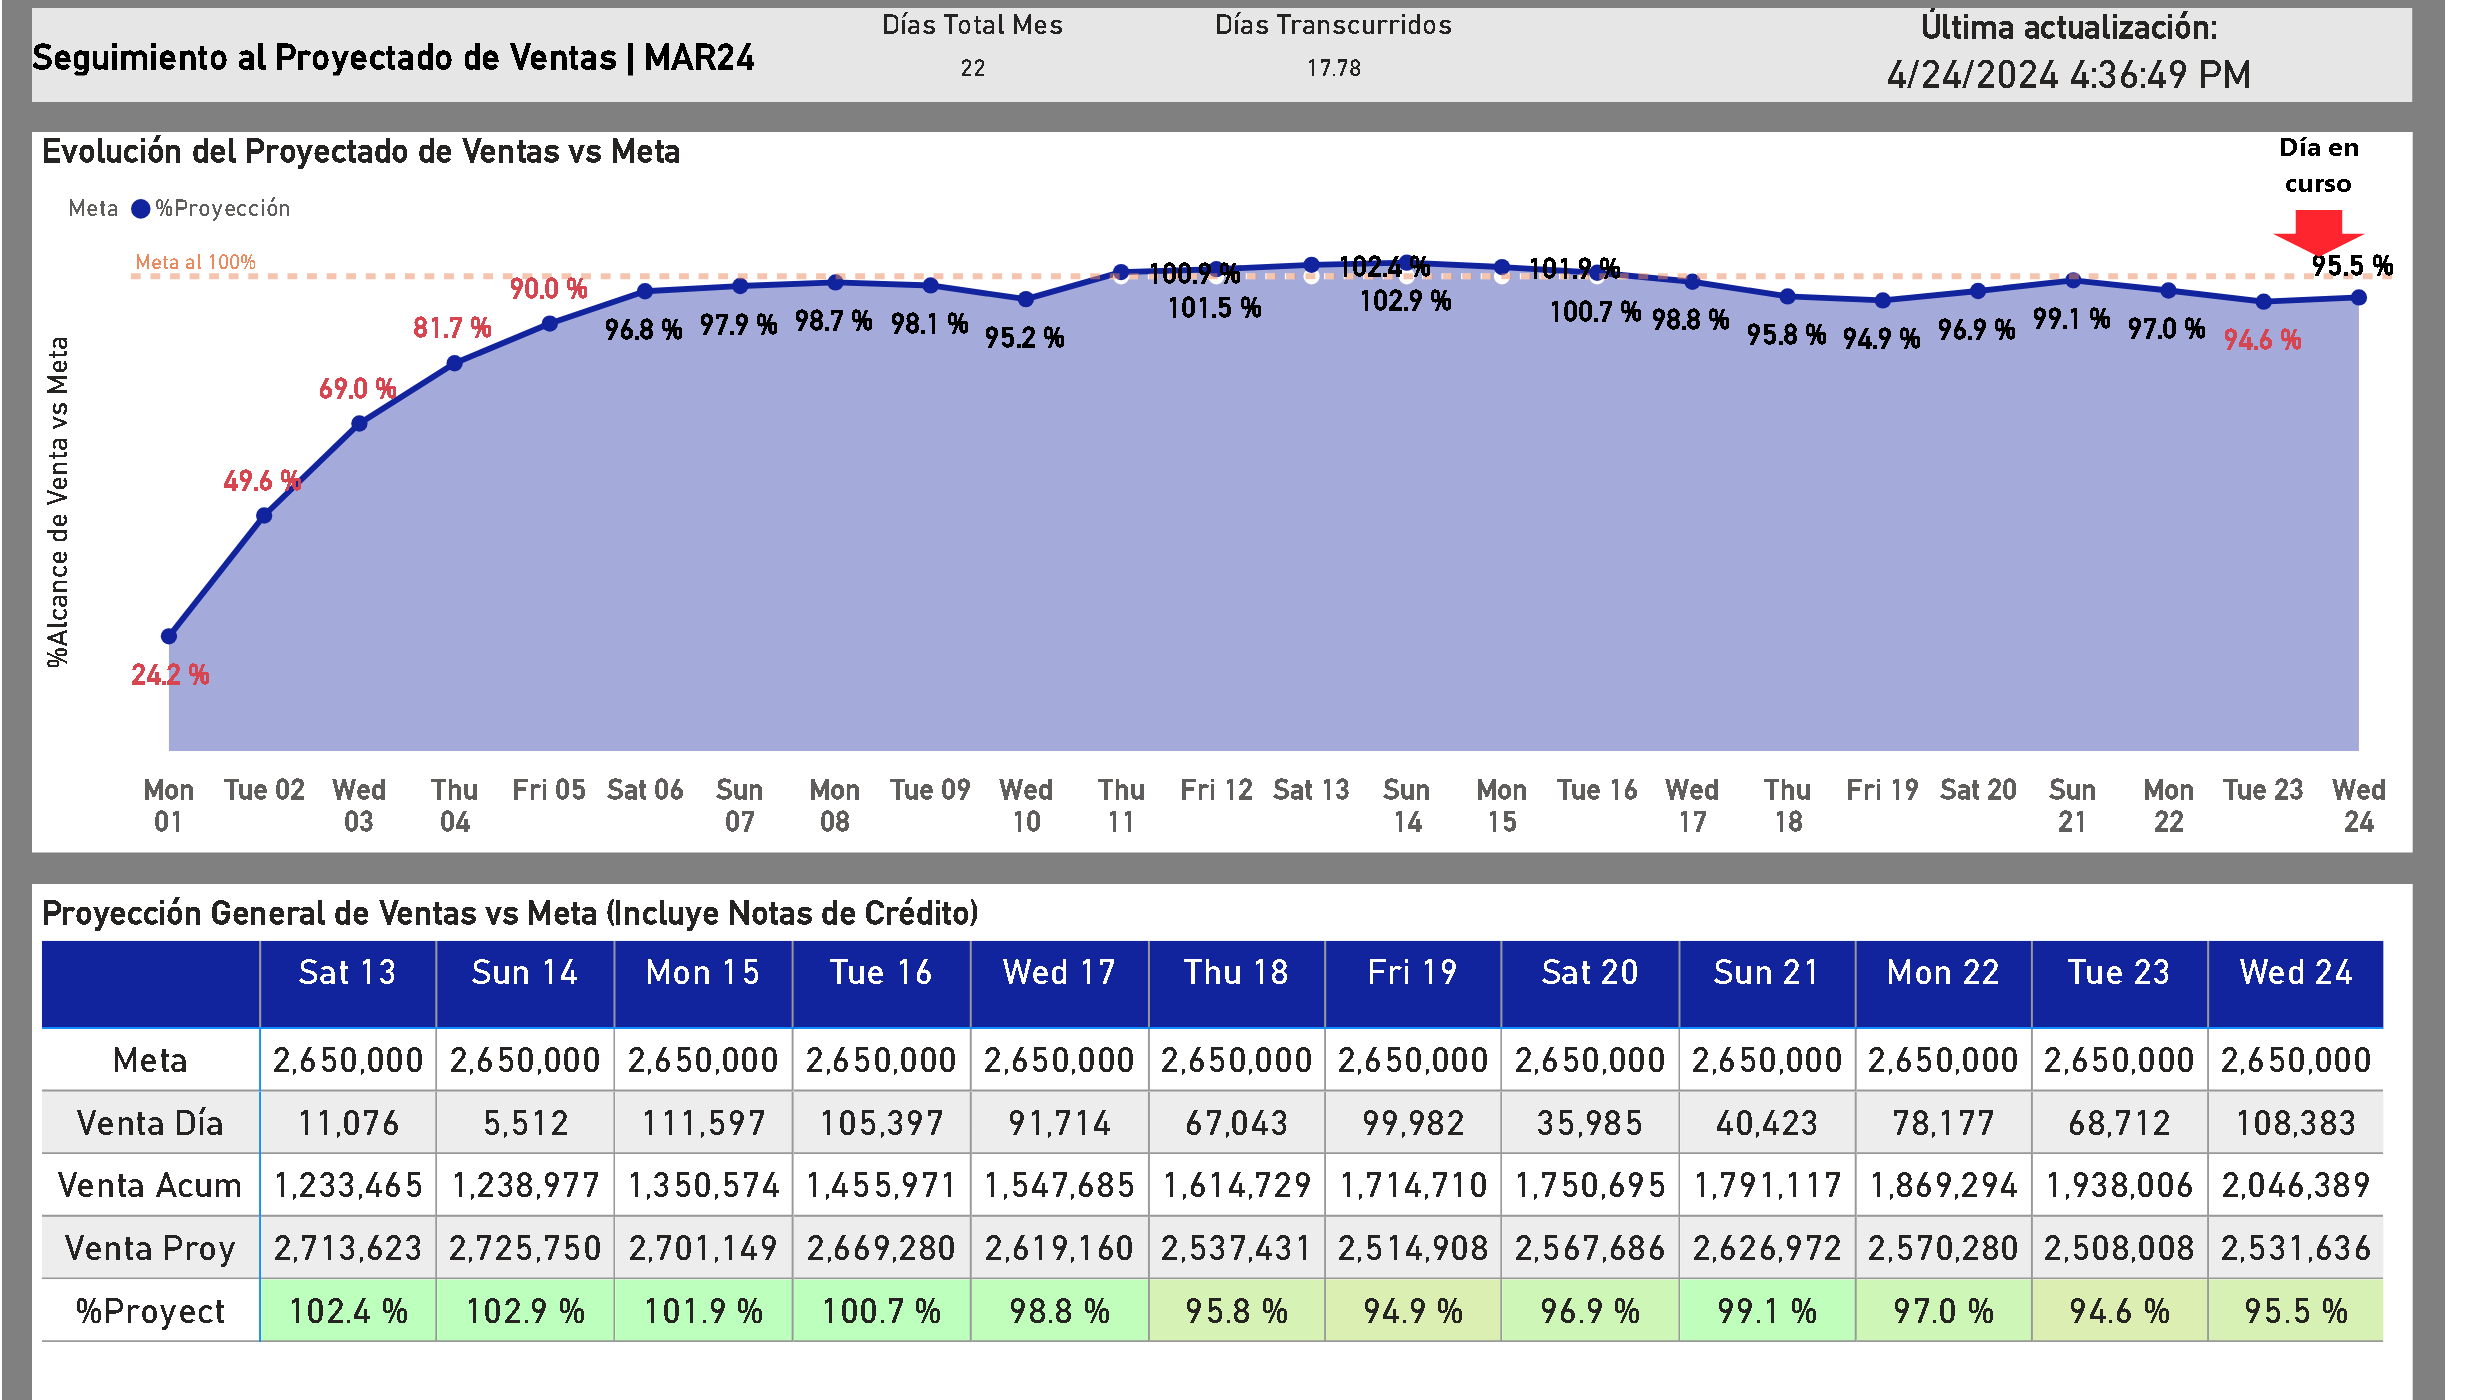 Seguimiento al Proyectado de Ventas | MAR24
Días Total Mes
22
Días Transcurridos
17.78
Última actualización:
4/24/2024 4:36:49 PM
Evolución del Proyectado de Ventas vs Meta
Día en
curso
Meta %Proyección
Meta al 100%
%Alcance de Venta vs Meta
24.2 % 49.6 % 69.0 % 81.7 % 90.0 % 96.8 % 97.9 % 98.7 % 98.1 % 95.2 % 100.9 % 101.5 % 102.4 % 102.9 % 101.9 % 100.7 % 98.8 % 95.8 % 94.9 % 96.9 % 99.1 % 97.0 % 94.6 % 95.5 %
Mon 01 Tue 02 Wed 03 Thu 04 Fri 05 Sat 06 Sun 07 Mon 08 Tue 09 Wed 10 Thu 11 Fri 12 Sat 13 Sun 14 Mon 15 Tue 16 Wed 17 Thu 18 Fri 19 Sat 20 Sun 21 Mon 22 Tue 23 Wed 24
Proyección General de Ventas vs Meta (Incluye Notas de Crédito)
Sat 13 Sun 14 Mon 15 Tue 16 Wed 17 Thu 18 Fri 19 Sat 20 Sun 21 Mon 22 Tue 23 Wed 24
Meta 2,650,000 2,650,000 2,650,000 2,650,000 2,650,000 2,650,000 2,650,000 2,650,000 2,650,000 2,650,000 2,650,000 2,650,000
Venta Día 11,076 5,512 111,597 105,397 91,714 67,043 99,982 35,985 40,423 78,177 68,712 108,383
Venta Acum 1,233,465 1,238,977 1,350,574 1,455,971 1,547,685 1,614,729 1,714,710 1,750,695 1,791,117 1,869,294 1,938,006 2,046,389
Venta Proy 2,713,623 2,725,750 2,701,149 2,669,280 2,619,160 2,537,431 2,514,908 2,567,686 2,626,972 2,570,280 2,508,008 2,531,636
%Proyect 102.4 % 102.9 % 101.9 % 100.7 % 98.8 % 95.8 % 94.9 % 96.9 % 99.1 % 97.0 % 94.6 % 95.5 %